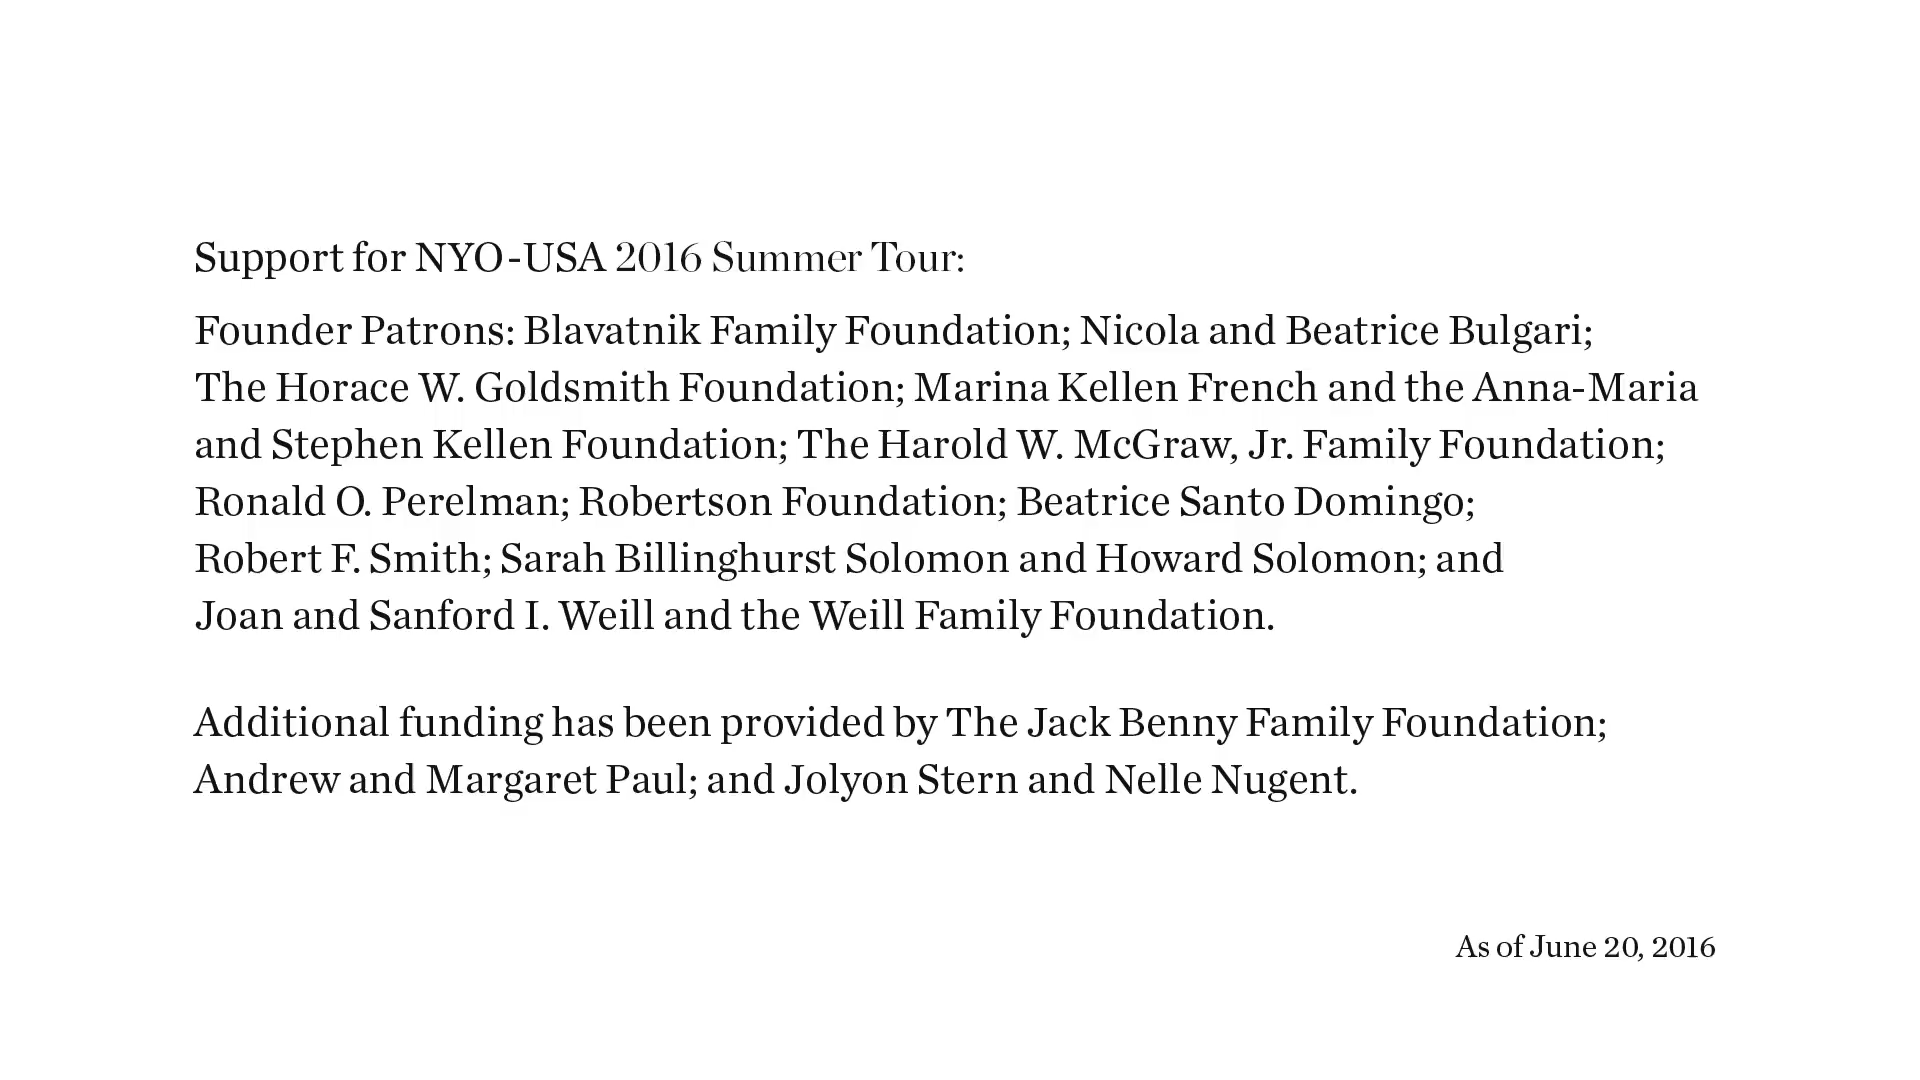 Support for NYO-USA 2016 Summer Tour:
Founder Patrons: Blavatnik Family Foundation; Nicola and Beatrice Bulgari;
The Horace W. Goldsmith Foundation; Marina Kellen French and the Anna-Maria
and Stephen Kellen Foundation; The Harold W. McGraw, Jr. Family Foundation;
Ronald O. Perelman; Robertson Foundation; Beatrice Santo Domingo;
Robert F. Smith; Sarah Billinghurst Solomon and Howard Solomon; and
Joan and Sanford I. Weill and the Weill Family Foundation.
Additional funding has been provided by The Jack Benny Family Foundation;
Andrew and Margaret Paul; and Jolyon Stern and Nelle Nugent.
As of June 20, 2016